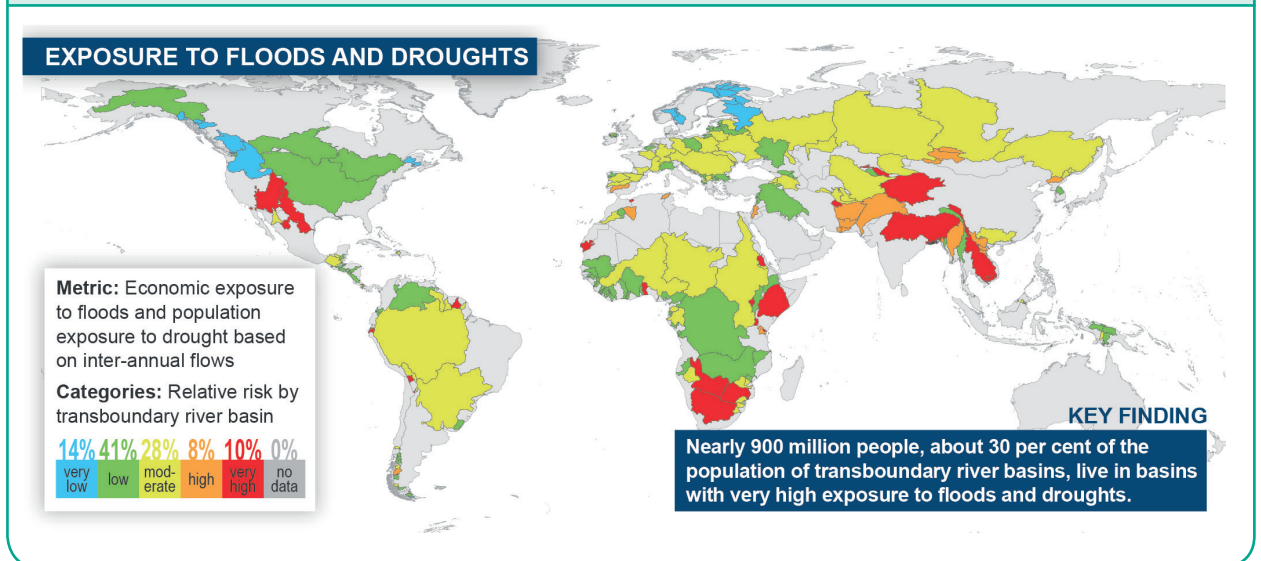 EXPOSURE TO FLOODS AND DROUGHTS
Metric: Economic exposure
to floods and population
exposure to drought based
on inter-annual flows
Categories: Relative risk by
transboundary river basin
14% 41% 28% 8% 10% 0%
very low low mod-erate high very high no data
KEY FINDING
Nearly 900 million people, about 30 per cent of the
population of transboundary river basins, live in basins
with very high exposure to floods and droughts.